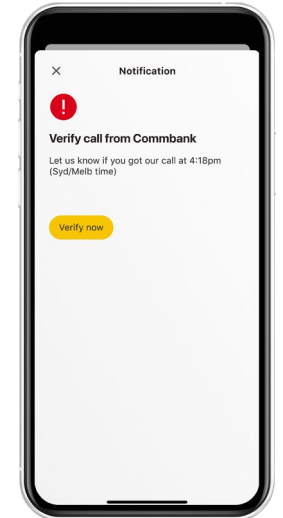 Notification
Verify call from Commbank
Let us know if you got our call at 4:18pm
(Syd/Melb time)
Verify now